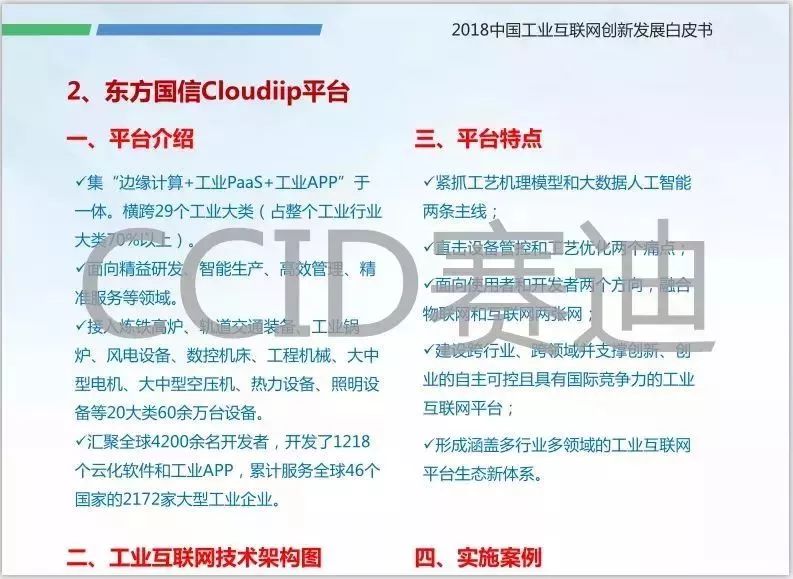 2018中国工业互联网创新发展白皮书
2、东方国信Cloudiip平台
一、平台介绍
✓集“边缘计算+工业PaaS+工业APP”于
一体。横跨29个工业大类（占整个工业行业
大类70%以上）。
✓面向精益研发、智能生产、高效管理、精
准服务等领域。
✓接入炼铁高炉、轨道交通装备、工业锅
炉、风电设备、数控机床、工程机械、大中
型电机、大中型空压机、热力设备、照明设
备等20大类60余万台设备。
✓汇聚全球4200余名开发者，开发了1218
个云化软件和工业APP，累计服务全球46个
国家的2172家大型工业企业。
二、工业互联网技术架构图
三、平台特点
✓紧抓工艺机理模型和大数据人工智能
两条主线；
✓直击设备管控和工艺优化两个痛点；
✓面向使用者和开发者两个方向，融合
物联网和互联网两张网；
✓建设跨行业、跨领域并支撑创新、创
业的自主可控且具有国际竞争力的工业
互联网平台；
✓形成涵盖多行业多领域的工业互联网
平台生态新体系。
四、实施案例
CCID赛迪